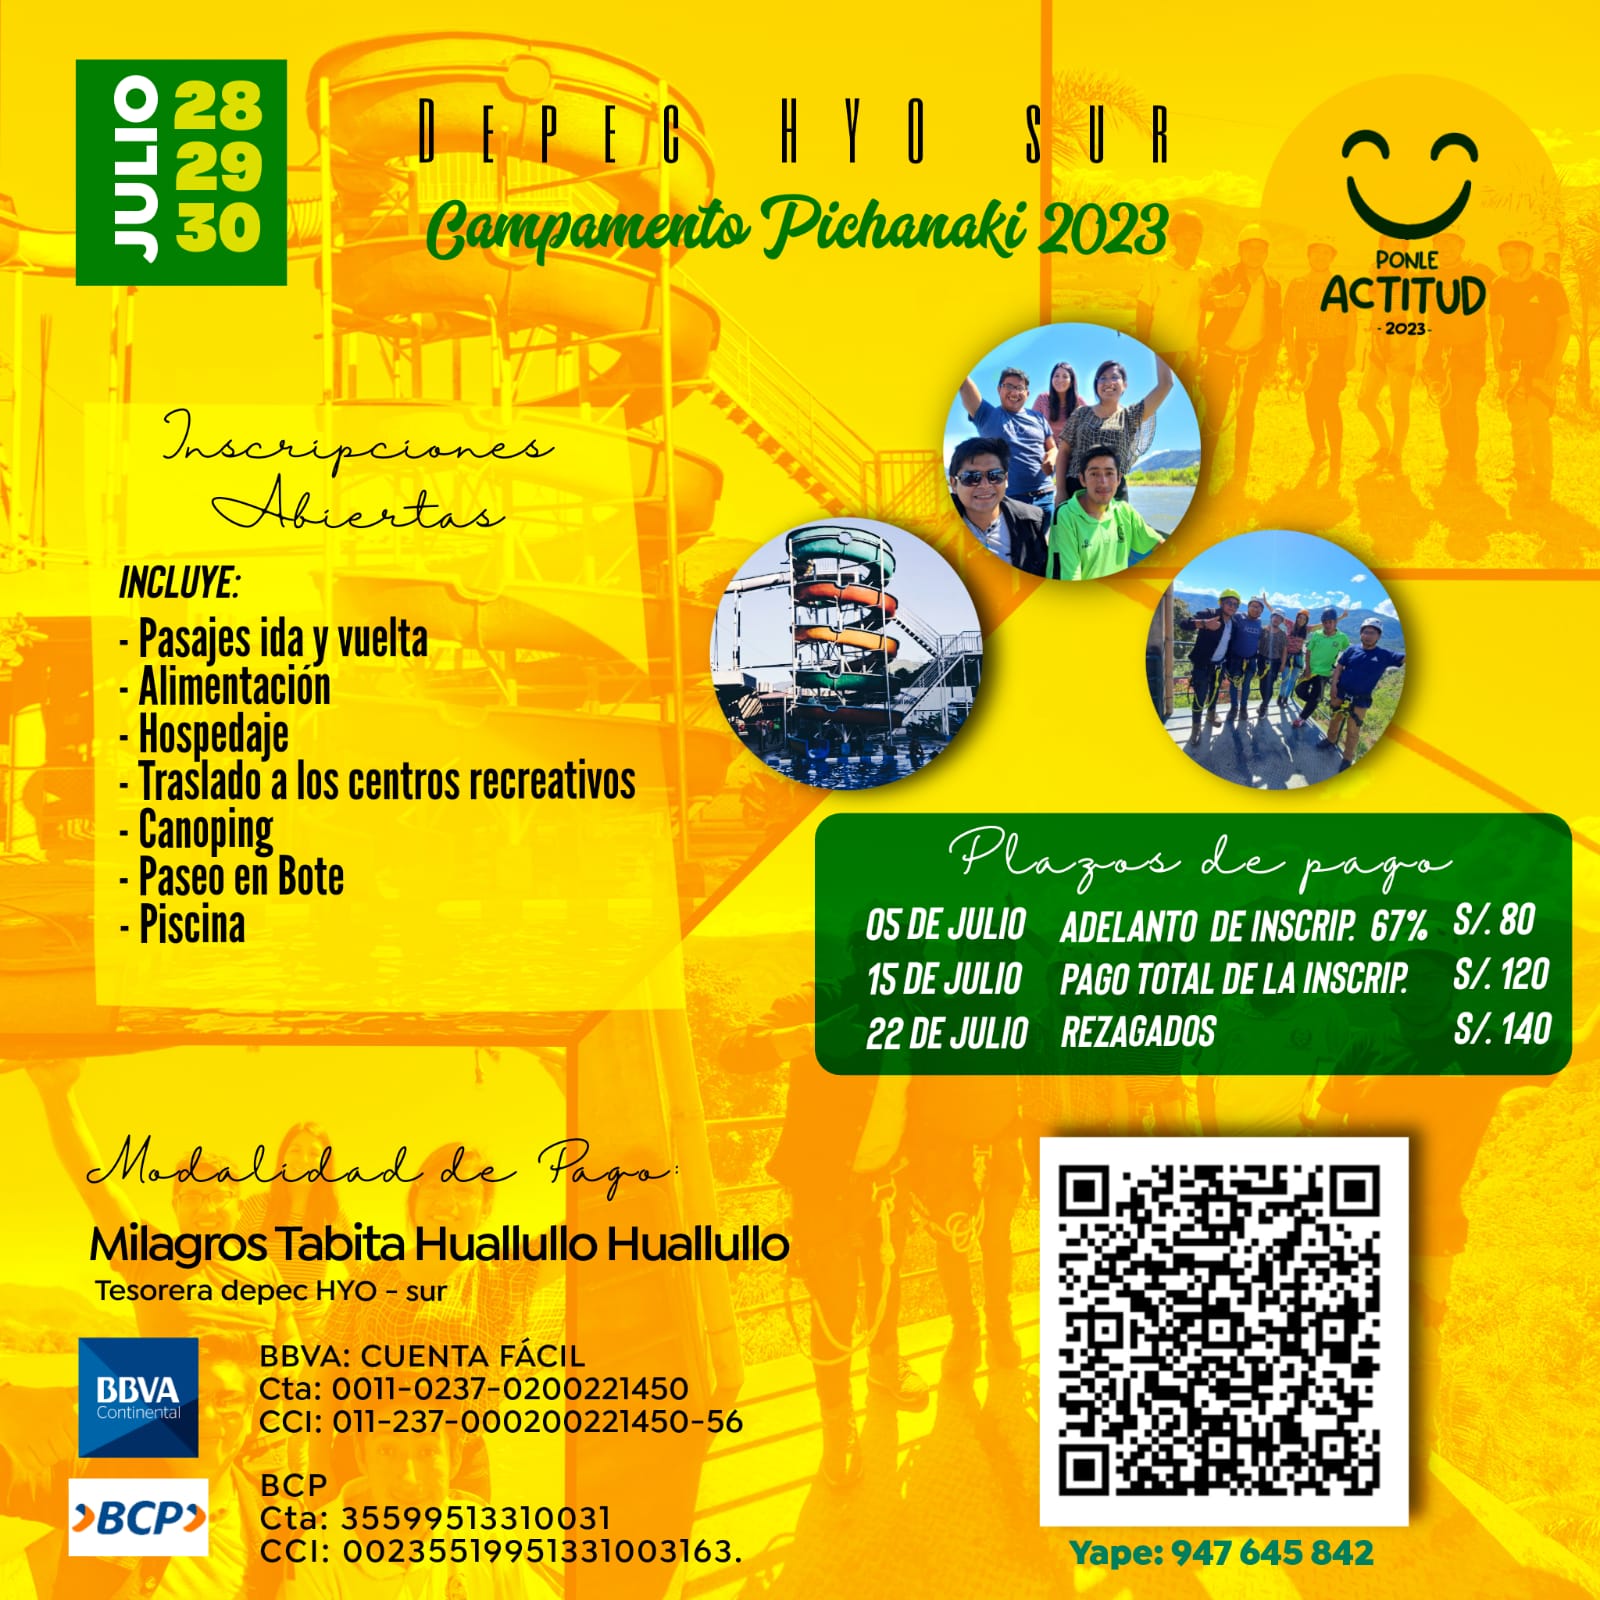 JULIO
28
29
30
DEPEC HYO SUR
Campamento Pichanaki 2023
PONLE
ACTITUD
- 2023-
Inscripciones
Abiertas
INCLUYE:
- Pasajes ida y vuelta
- Alimentación
- Hospedaje
- Traslado a los centros recreativos
- Canoping
- Paseo en Bote
- Piscina
Plazos de pago
05 DE JULIO ADELANTO DE INSCRIP. 67% S/. 80
15 DE JULIO PAGO TOTAL DE LA INSCRIP. S/. 120
22 DE JULIO REZAGADOS S/. 140
Modalidad de Pago:
Milagros Tabita Huallullo Huallullo
Tesorera depec HYO - sur
BBVA
Continental
BBVA: CUENTA FÁCIL
Cta: 0011-0237-0200221450
CCI: 011-237-000200221450-56
BCP
BCP
Cta: 35599513310031
CCI: 00235519951331003163.
Yape: 947 645 842